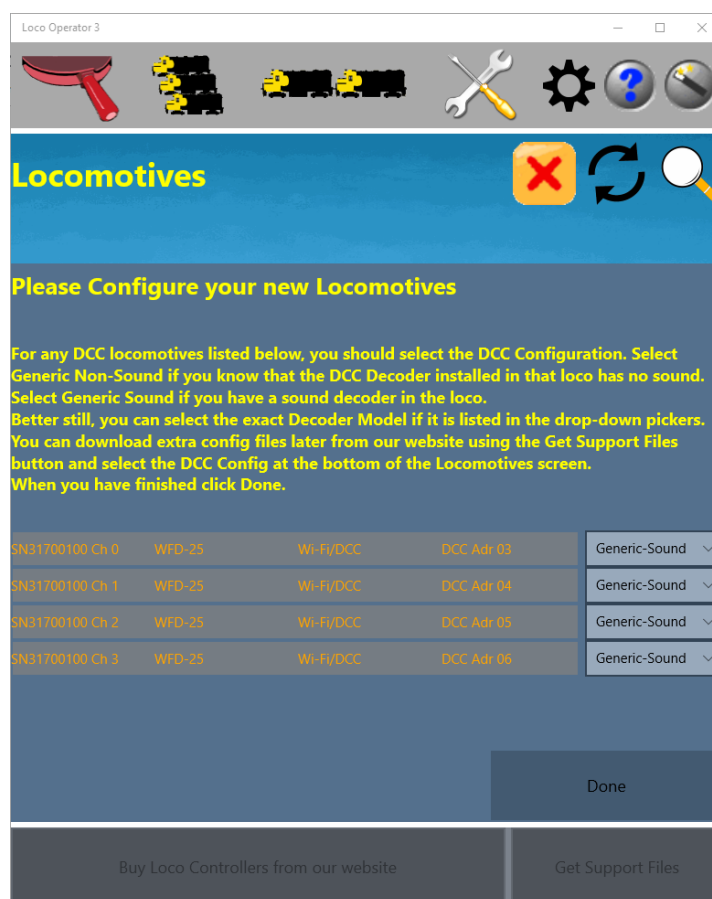 Loco Operator 3
Locomotives
Please Configure your new Locomotives
For any DCC locomotives listed below, you should select the DCC Configuration. Select
Generic Non-Sound if you know that the DCC Decoder installed in that loco has no sound.
Select Generic Sound if you have a sound decoder in the loco.
Better still, you can select the exact Decoder Model if it is listed in the drop-down pickers.
You can download extra config files later from our website using the Get Support Files
button and select the DCC Config at the bottom of the Locomotives screen.
When you have finished click Done.
SN31700100 Ch 0 WFD-25 Wi-Fi/DCC DCC Adr 03 Generic-Sound
SN31700100 Ch 1 WFD-25 Wi-Fi/DCC DCC Adr 04 Generic-Sound
SN31700100 Ch 2 WFD-25 Wi-Fi/DCC DCC Adr 05 Generic-Sound
SN31700100 Ch 3 WFD-25 Wi-Fi/DCC DCC Adr 06 Generic-Sound
Done
Buy Loco Controllers from our website Get Support Files